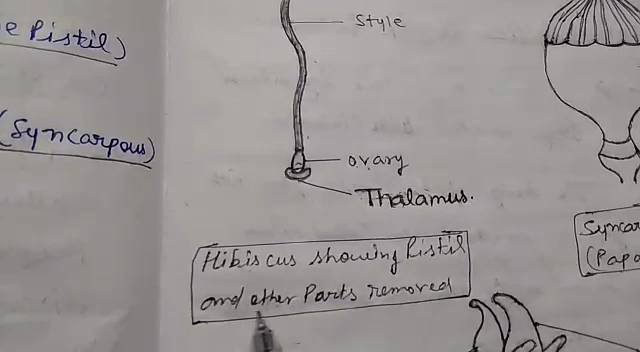 e Pistil)
(Syncarpous)
Style
ovary
Thalamus.
Hibiscus showing Pistil
and other Parts removed
Syncar
(Papa